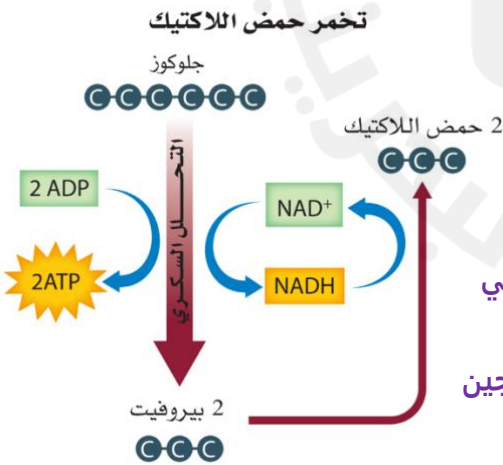 تخمر حمض اللاكتيك
جلوكوز
C-C-C-C-C-C
2 حمض اللاكتيك
C-C-C
التحلل السكري
2 ADP
NAD⁺
2ATP
NADH
2 بيروفيت
C-C-C